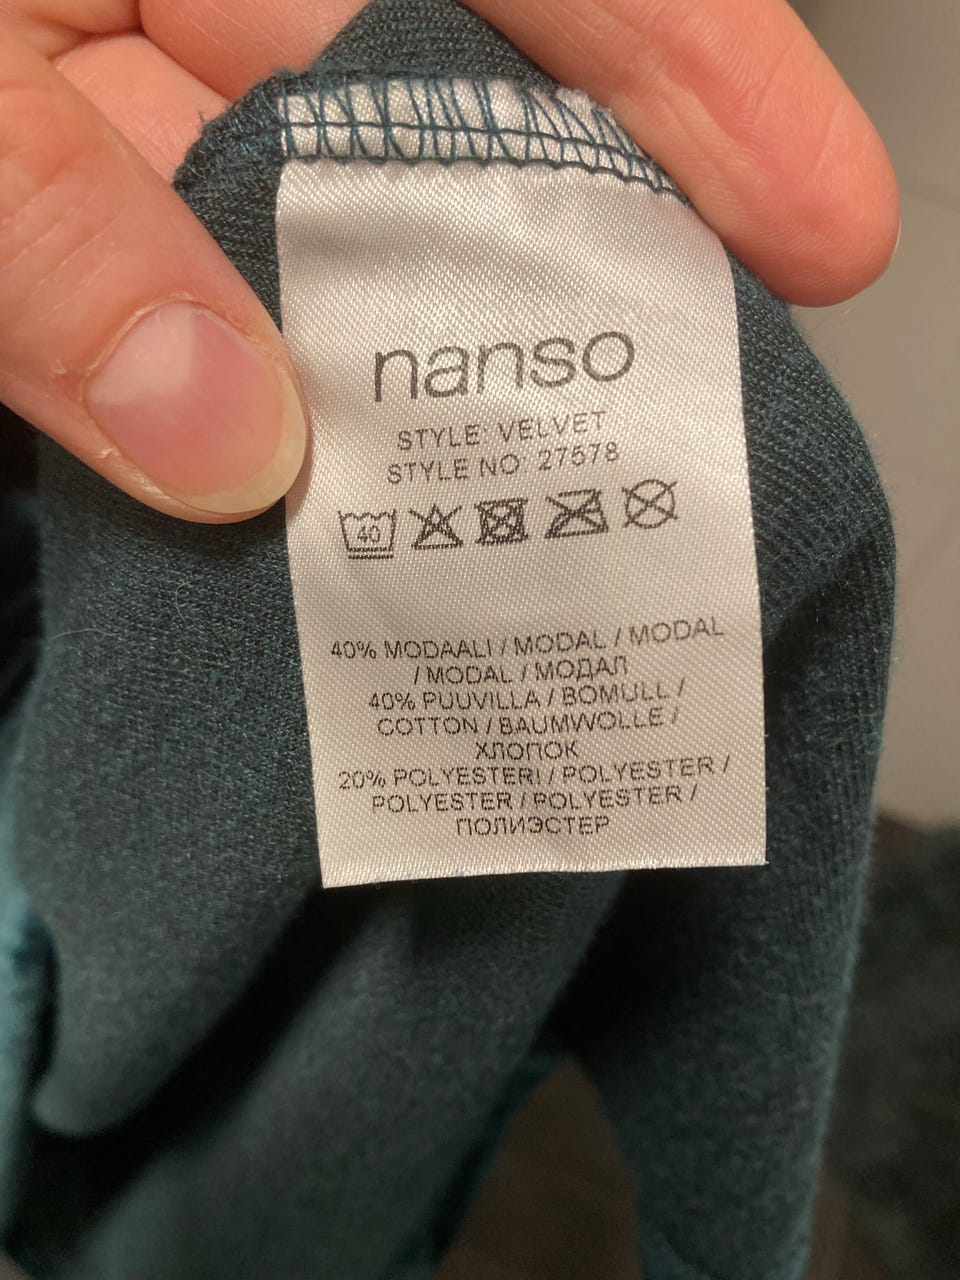 nanso
STYLE: VELVET
STYLE NO: 27578
40
40% MODAALI / MODAL / MODAL
/ MODAL / МОДАЛ
40% PUUVILLA / BOMULL /
COTTON / BAUMWOLLE /
ХЛОПОК
20% POLYESTERI / POLYESTER /
POLYESTER / POLYESTER /
ПОЛИЭСТЕР